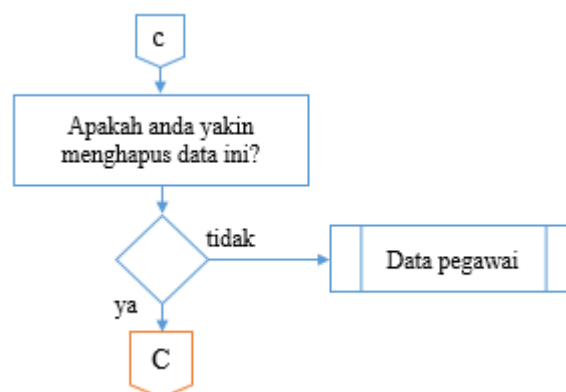 c
Apakah anda yakin
menghapus data ini?
tidak
Data pegawai
ya
C